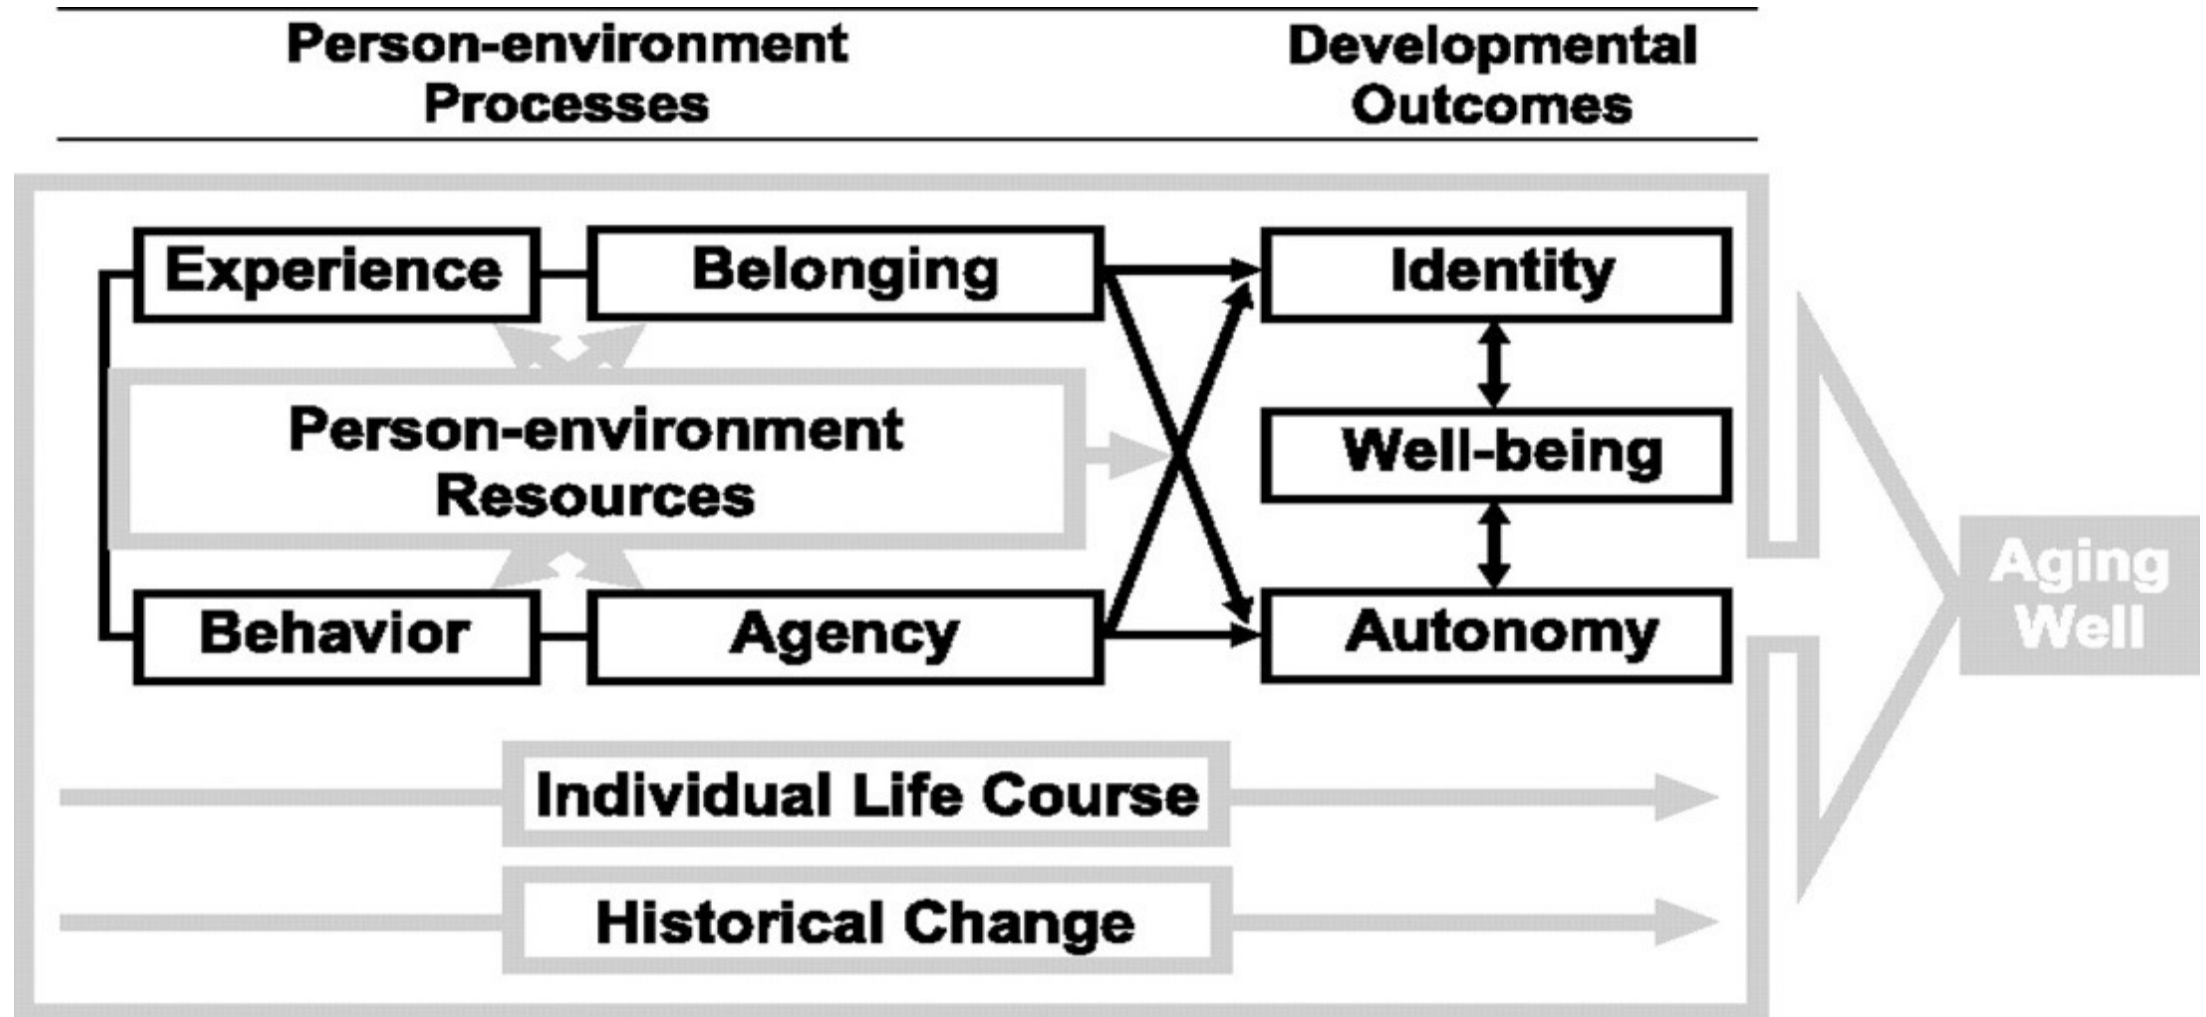 Person-environment
Processes
Developmental
Outcomes
Experience
Belonging
Identity
Person-environment
Resources
Well-being
Behavior
Agency
Autonomy
Aging
Well
Individual Life Course
Historical Change